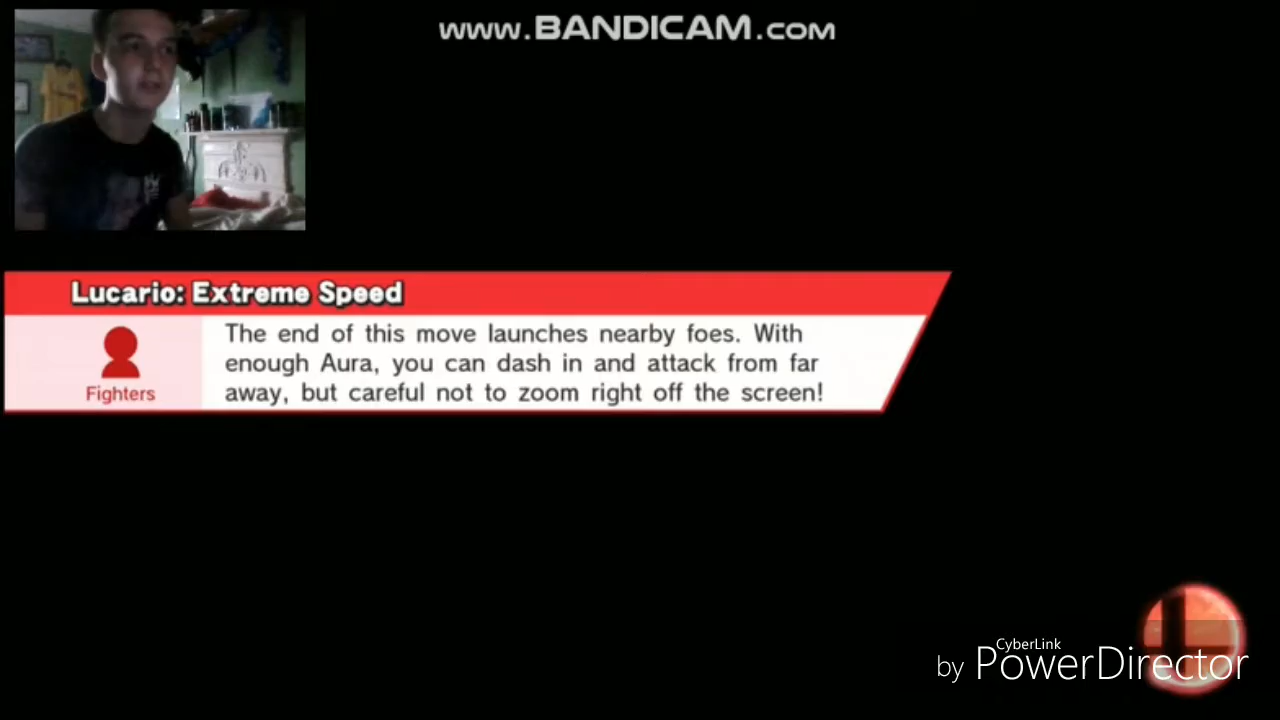 www.BANDICAM.COM
Lucario: Extreme Speed
The end of this move launches nearby foes. With
enough Aura, you can dash in and attack from far
away, but careful not to zoom right off the screen!
Fighters
CyberLink
by PowerDirector